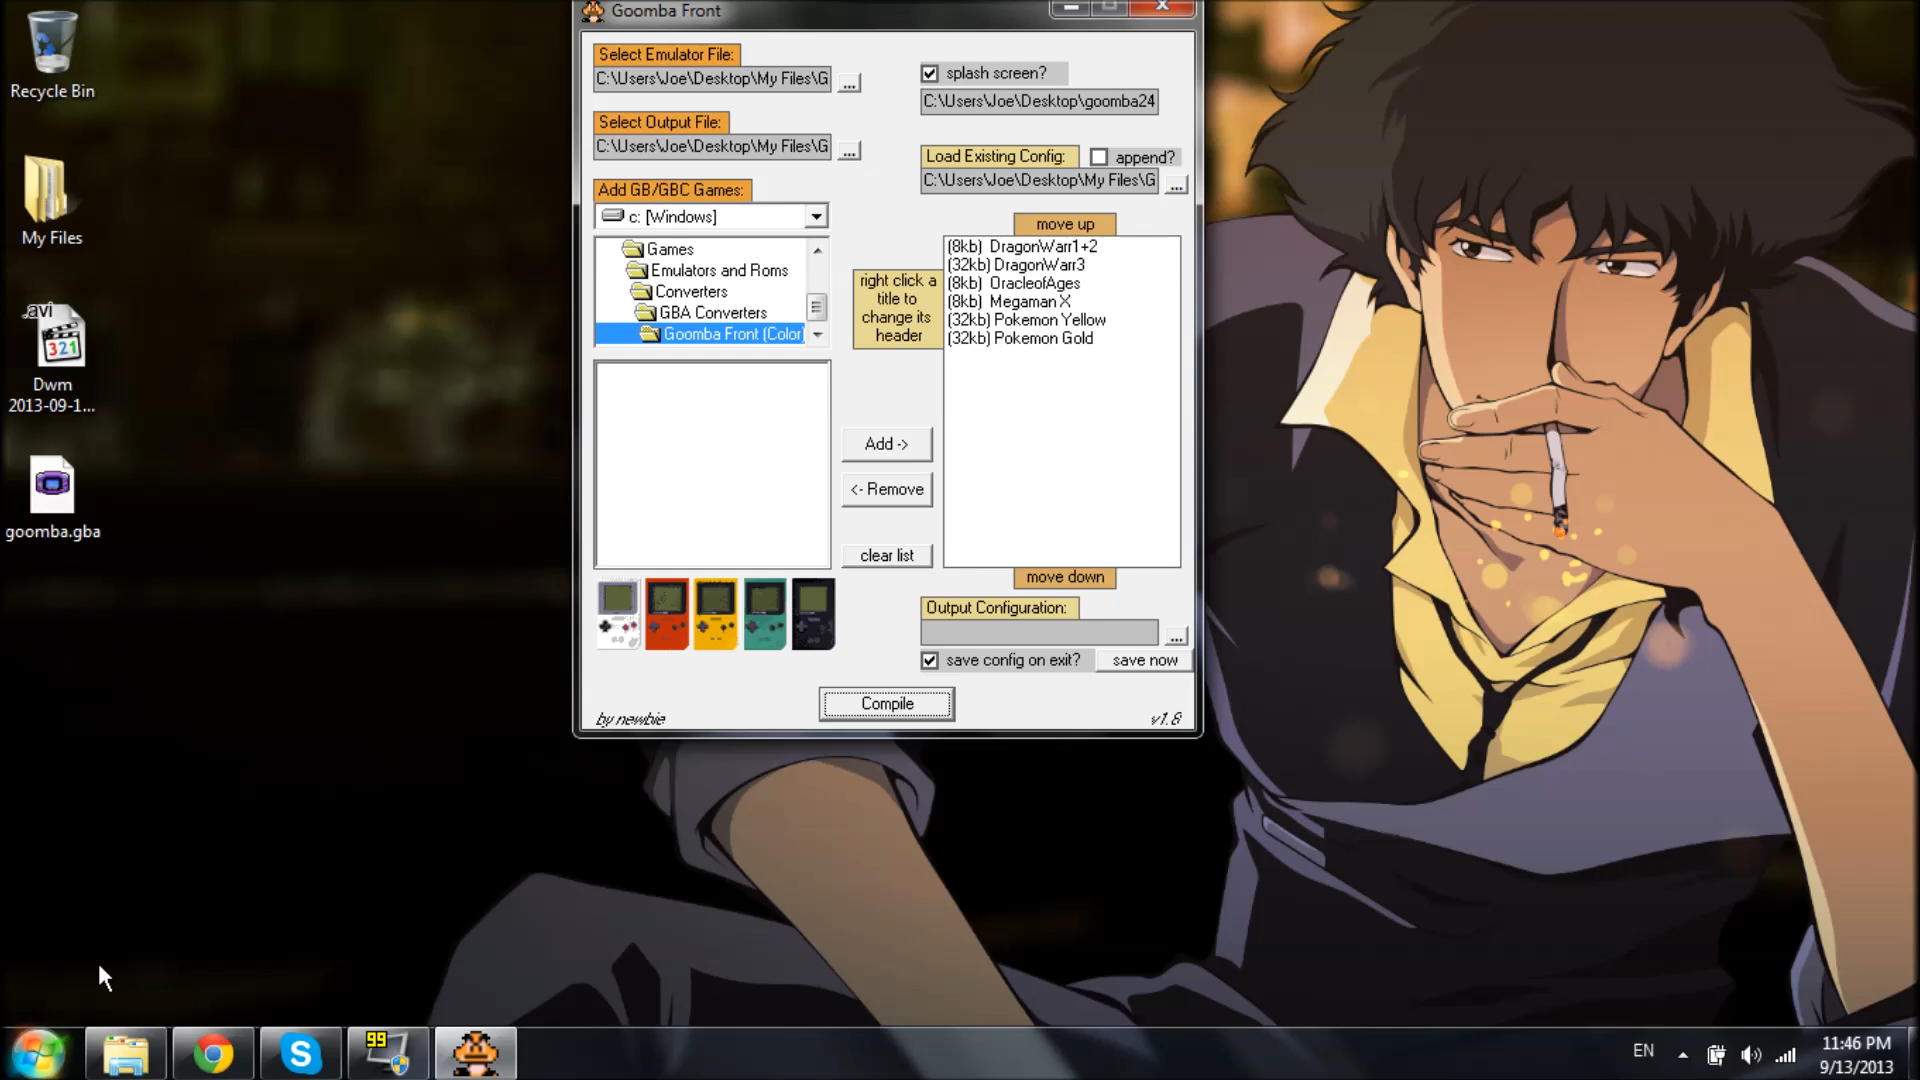 Recycle Bin
My Files
.avi
321
Dwm
2013-09-1...
goomba.gba
Goomba Front
Select Emulator File:
C:\Users\Joe\Desktop\My Files\G
...
Select Output File:
C:\Users\Joe\Desktop\My Files\G
...
Add GB/GBC Games:
c: [Windows]
Games
Emulators and Roms
Converters
GBA Converters
Goomba Front (Color)
splash screen?
C:\Users\Joe\Desktop\goomba24
Load Existing Config:
append?
C:\Users\Joe\Desktop\My Files\G
...
move up
right click a
title to
change its
header
(8kb) DragonWarr1+2
(32kb) DragonWarr3
(8kb) OracleofAges
(8kb) Megaman X
(32kb) Pokemon Yellow
(32kb) Pokemon Gold
Add ->
<- Remove
clear list
move down
Output Configuration:
...
save config on exit?
save now
Compile
by newbie
v1.8
99
EN
11:46 PM
9/13/2013